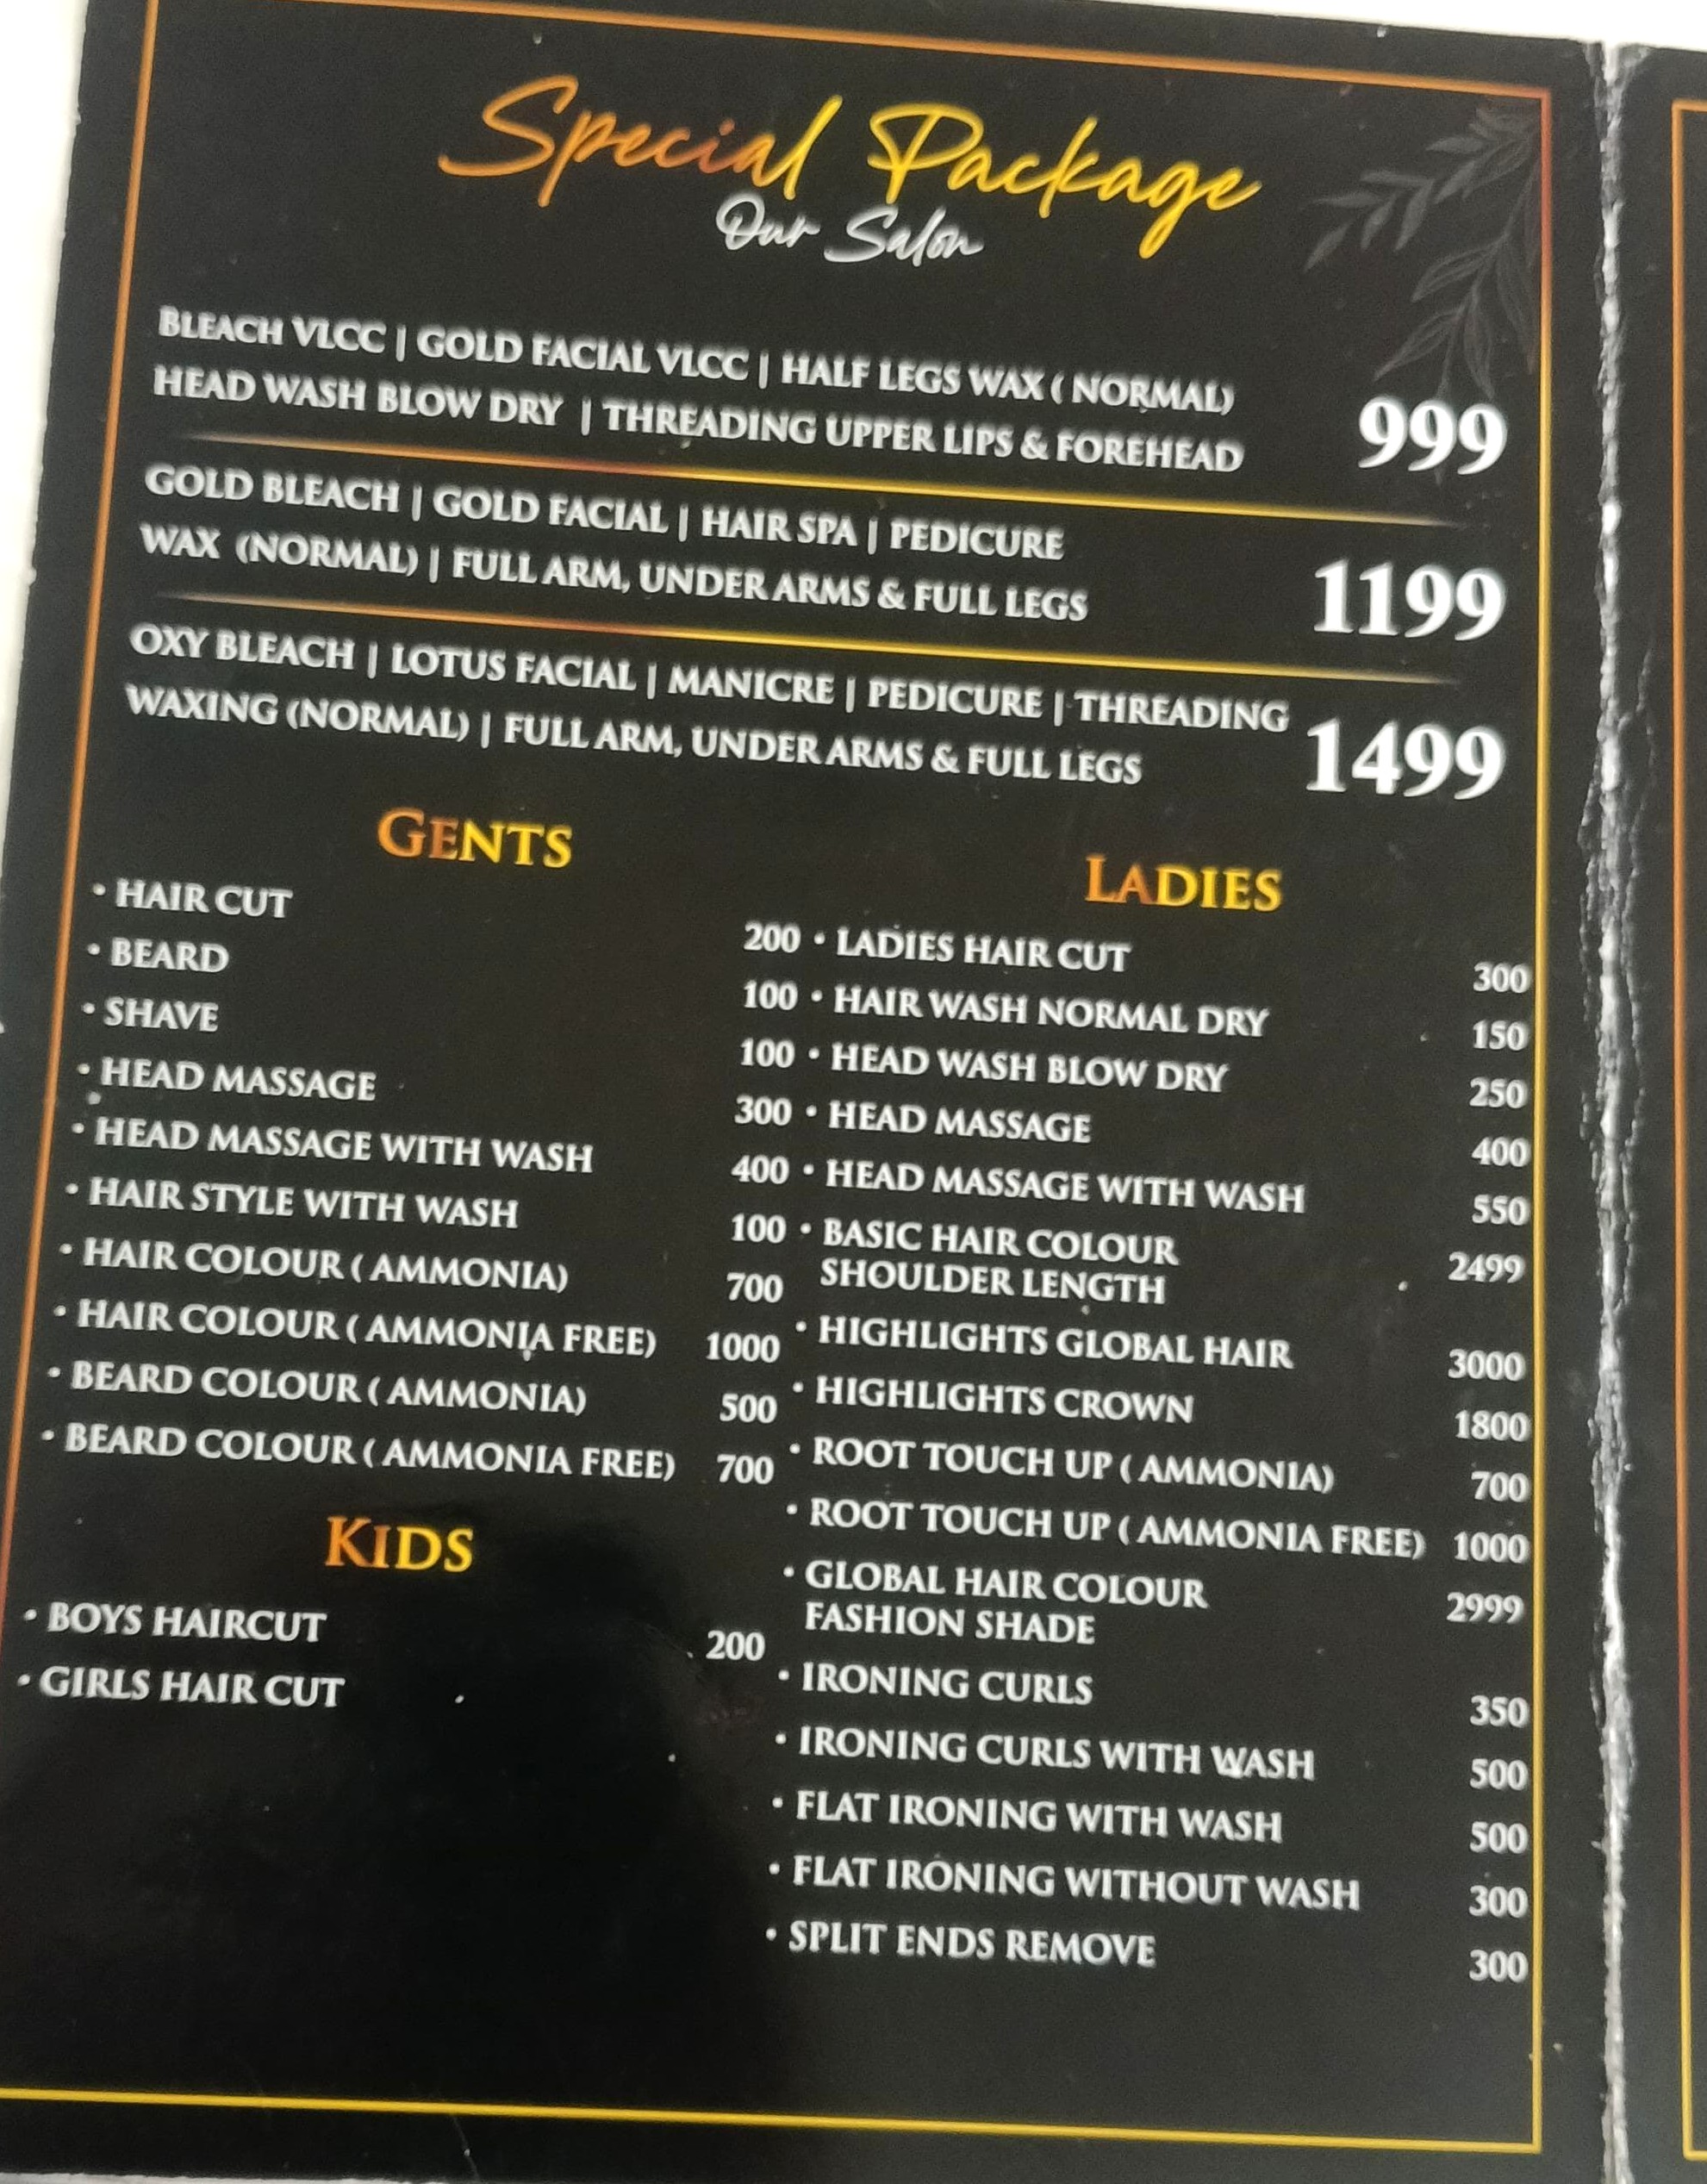 Special Package
Our Salon
BLEACH VLCC | GOLD FACIAL VLCC | HALF LEGS WAX ( NORMAL)
HEAD WASH BLOW DRY | THREADING UPPER LIPS & FOREHEAD
999
GOLD BLEACH | GOLD FACIAL | HAIR SPA | PEDICURE
WAX (NORMAL) | FULL ARM, UNDER ARMS & FULL LEGS
1199
OXY BLEACH | LOTUS FACIAL | MANICRE | PEDICURE | THREADING
WAXING (NORMAL) | FULL ARM, UNDER ARMS & FULL LEGS
1499
GENTS
• HAIR CUT 200
• BEARD 100
• SHAVE 100
• HEAD MASSAGE 300
• HEAD MASSAGE WITH WASH 400
• HAIR STYLE WITH WASH 100
• HAIR COLOUR ( AMMONIA) 700
• HAIR COLOUR ( AMMONIA FREE) 1000
• BEARD COLOUR ( AMMONIA) 500
• BEARD COLOUR ( AMMONIA FREE) 700
KIDS
• BOYS HAIRCUT 200
• GIRLS HAIR CUT
LADIES
• LADIES HAIR CUT 300
• HAIR WASH NORMAL DRY 150
• HEAD WASH BLOW DRY 250
• HEAD MASSAGE 400
• HEAD MASSAGE WITH WASH 550
• BASIC HAIR COLOUR 2499
SHOULDER LENGTH
• HIGHLIGHTS GLOBAL HAIR 3000
• HIGHLIGHTS CROWN 1800
• ROOT TOUCH UP ( AMMONIA) 700
• ROOT TOUCH UP ( AMMONIA FREE) 1000
• GLOBAL HAIR COLOUR 2999
FASHION SHADE
• IRONING CURLS 350
• IRONING CURLS WITH WASH 500
• FLAT IRONING WITH WASH 500
• FLAT IRONING WITHOUT WASH 300
• SPLIT ENDS REMOVE 300